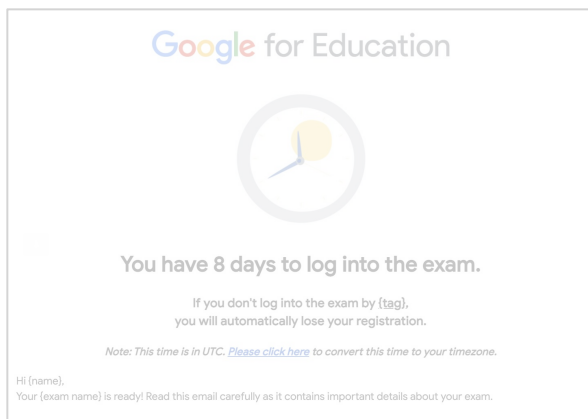 Google for Education
You have 8 days to log into the exam.
If you don't log into the exam by {tag},
you will automatically lose your registration.
Note: This time is in UTC. Please click here to convert this time to your timezone.
Hi {name},
Your {exam name} is ready! Read this email carefully as it contains important details about your exam.